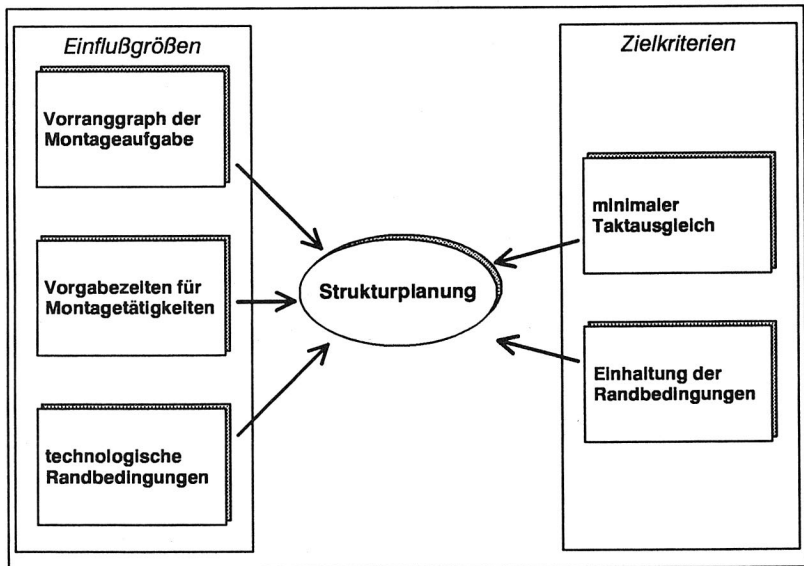 Einflußgrößen
Vorranggraph der
Montageaufgabe
Vorgabezeiten für
Montagetätigkeiten
technologische
Randbedingungen
Strukturplanung
Zielkriterien
minimaler
Taktausgleich
Einhaltung der
Randbedingungen